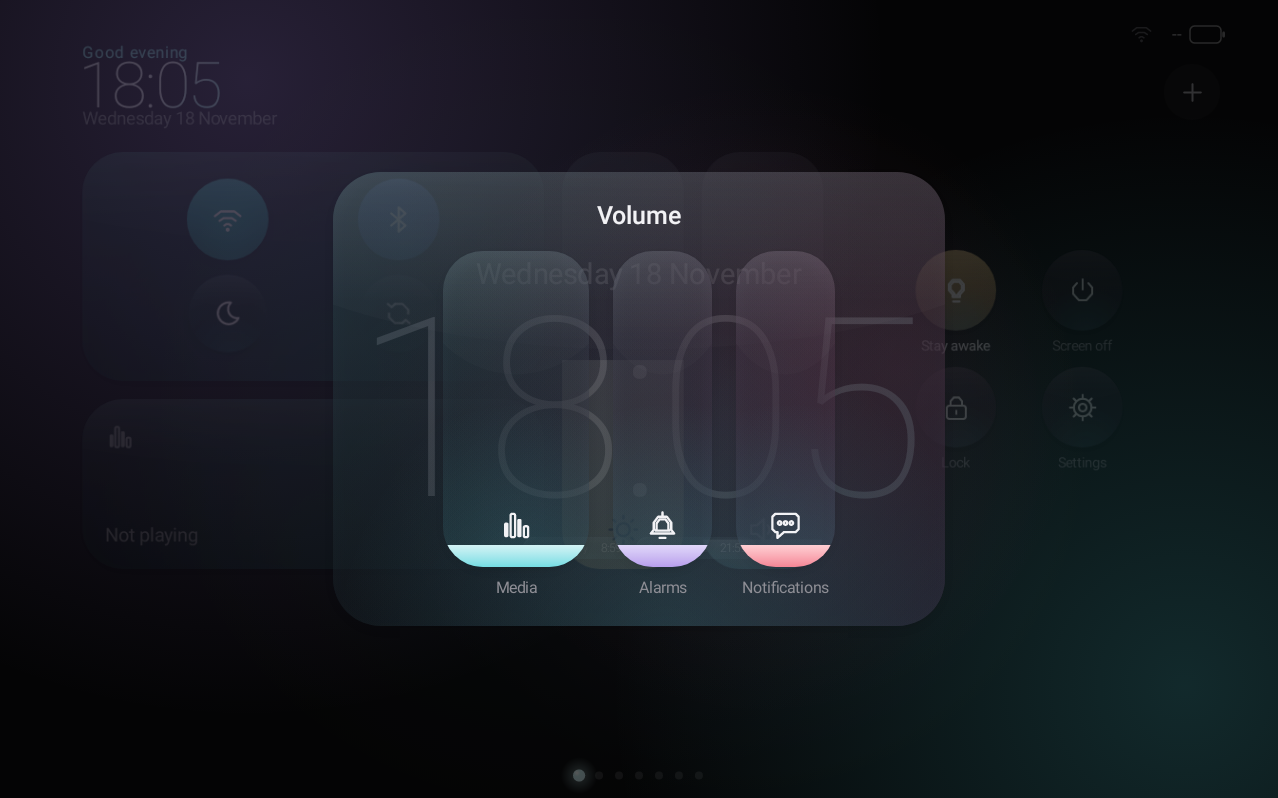 Good evening
18:05
Wednesday 18 November
--
Volume
Wednesday 18 November
18:05
Stay awake
Screen off
Lock
Settings
Not playing
Media
Alarms
Notifications